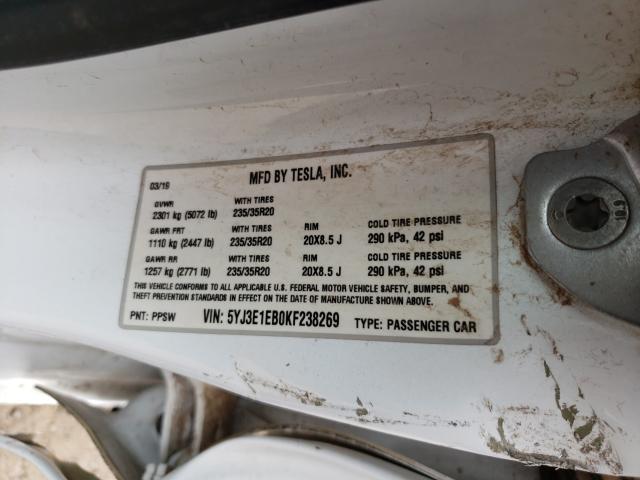 MFD BY TESLA, INC.
03/19
GVWR WITH TIRES
2301 kg (5072 lb) 235/35R20
GAWR FRT WITH TIRES RIM COLD TIRE PRESSURE
1110 kg (2447 lb) 235/35R20 20X8.5 J 290 kPa, 42 psi
GAWR RR WITH TIRES RIM COLD TIRE PRESSURE
1257 kg (2771 lb) 235/35R20 20X8.5 J 290 kPa, 42 psi
THIS VEHICLE CONFORMS TO ALL APPLICABLE U.S. FEDERAL MOTOR VEHICLE SAFETY, BUMPER, AND
THEFT PREVENTION STANDARDS IN EFFECT ON THE DATE OF MANUFACTURE SHOWN ABOVE.
PNT: PPSW VIN: 5YJ3E1EB0KF238269 TYPE: PASSENGER CAR
10.9